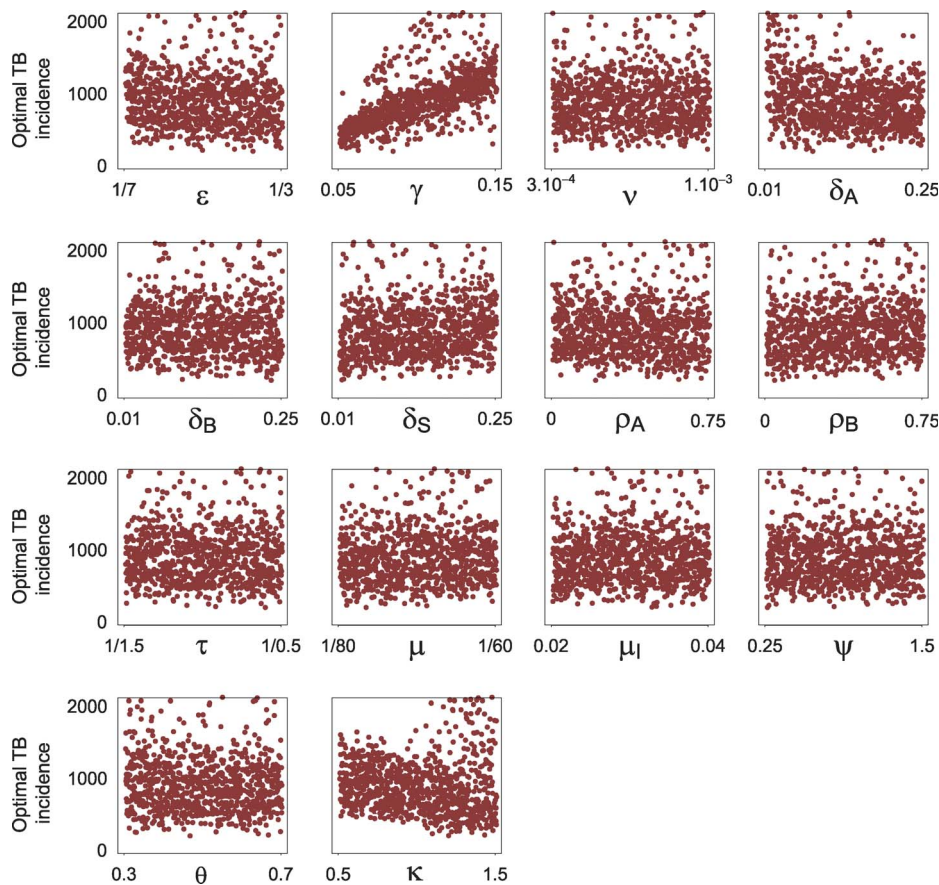 Optimal TB
incidence
2000
1000
0
1/7
1/3
ε
0.05
0.15
γ
3.10⁻⁴
1.10⁻³
ν
0.01
0.25
δA
Optimal TB
incidence
2000
1000
0
0.01
0.25
δB
0.01
0.25
δS
0
0.75
ρA
0
0.75
ρB
Optimal TB
incidence
2000
1000
0
1/1.5
1/0.5
τ
1/80
1/60
μ
0.02
0.04
μI
0.25
1.5
ψ
Optimal TB
incidence
2000
1000
0
0.3
0.7
θ
0.5
1.5
κ